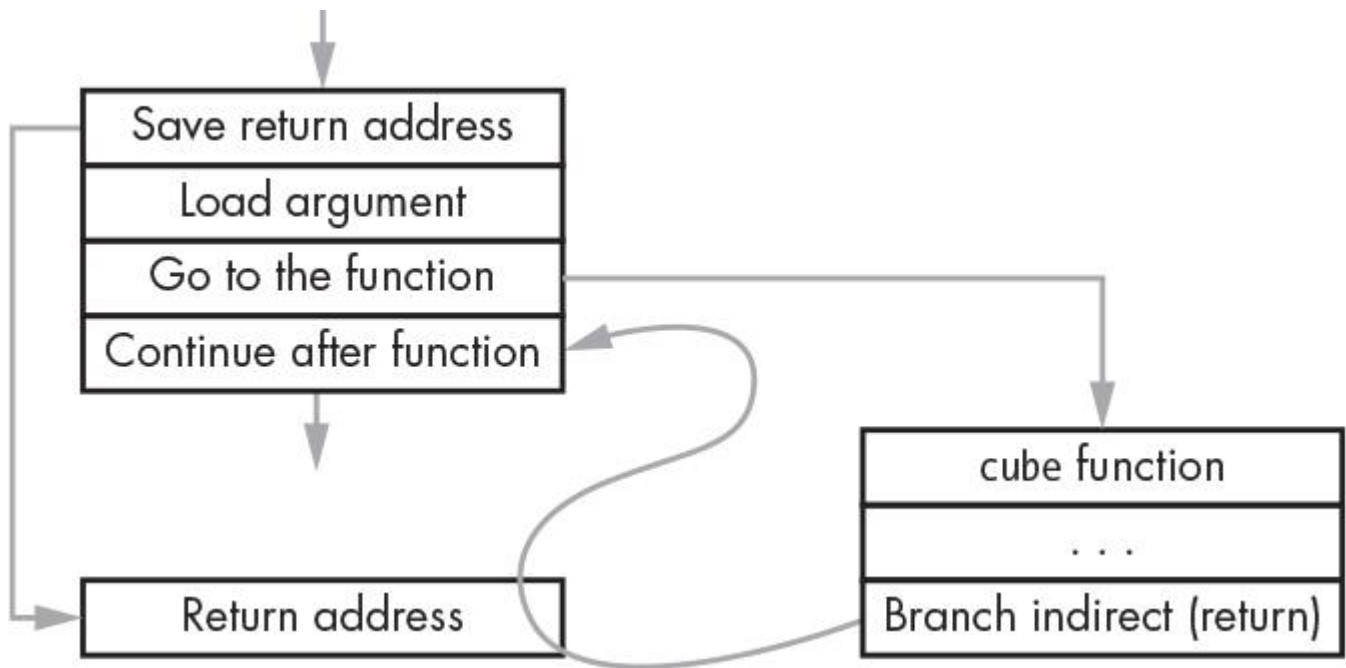 Save return address
Load argument
Go to the function
Continue after function
cube function
. . .
Return address
Branch indirect (return)